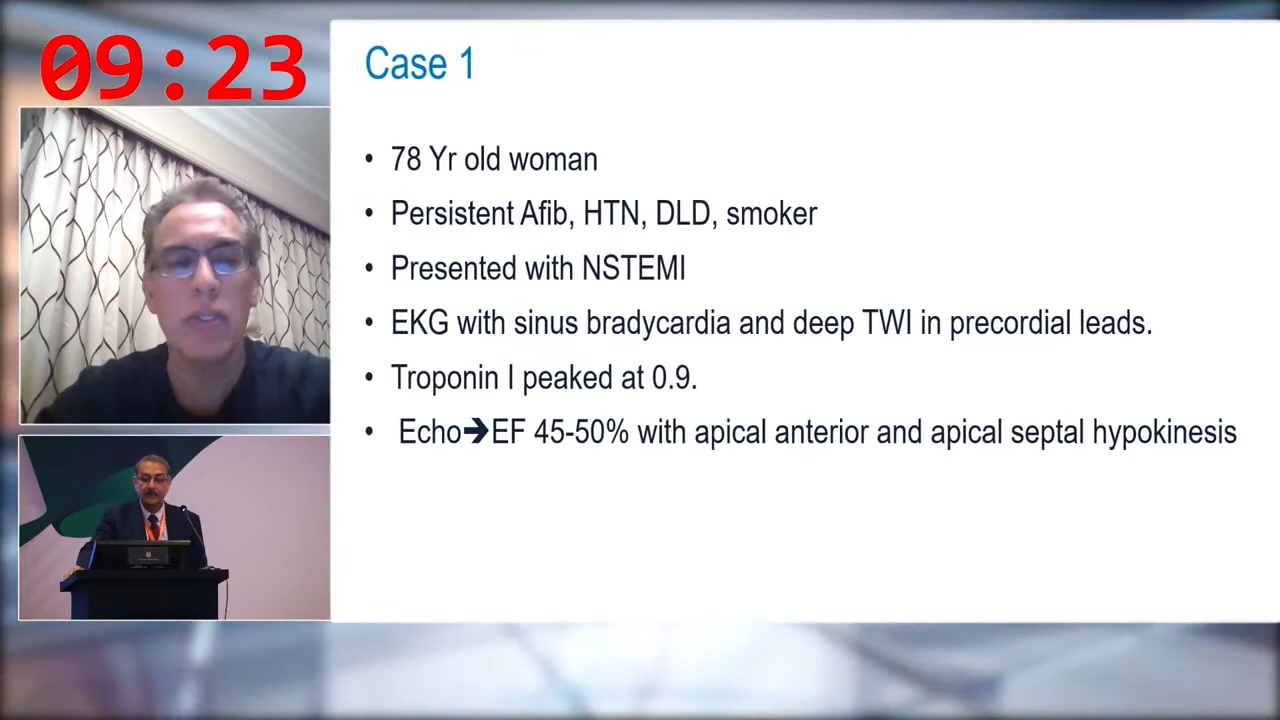 09:23
Case 1
• 78 Yr old woman
• Persistent Afib, HTN, DLD, smoker
• Presented with NSTEMI
• EKG with sinus bradycardia and deep TWI in precordial leads.
• Troponin I peaked at 0.9.
• Echo➔EF 45-50% with apical anterior and apical septal hypokinesis